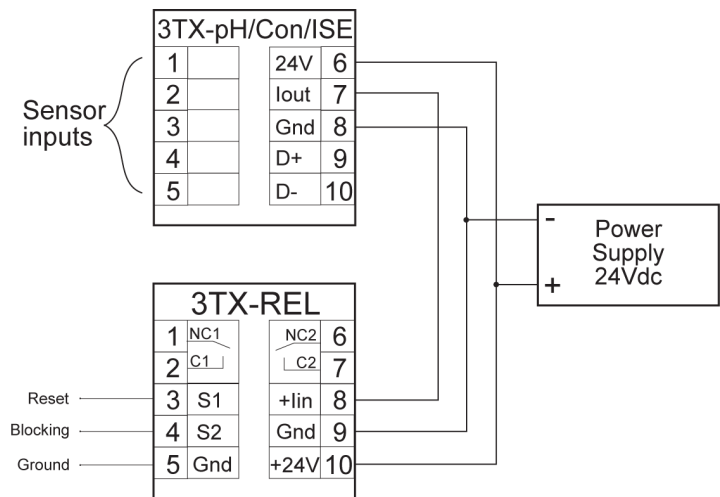 3TX-pH/Con/ISE
1 24V 6
2 Iout 7
3 Gnd 8
4 D+ 9
5 D- 10
Sensor
inputs
-
+
Power
Supply
24Vdc
3TX-REL
1 NC1 NC2 6
2 C1 C2 7
Reset 3 S1 +Iin 8
Blocking 4 S2 Gnd 9
Ground 5 Gnd +24V 10